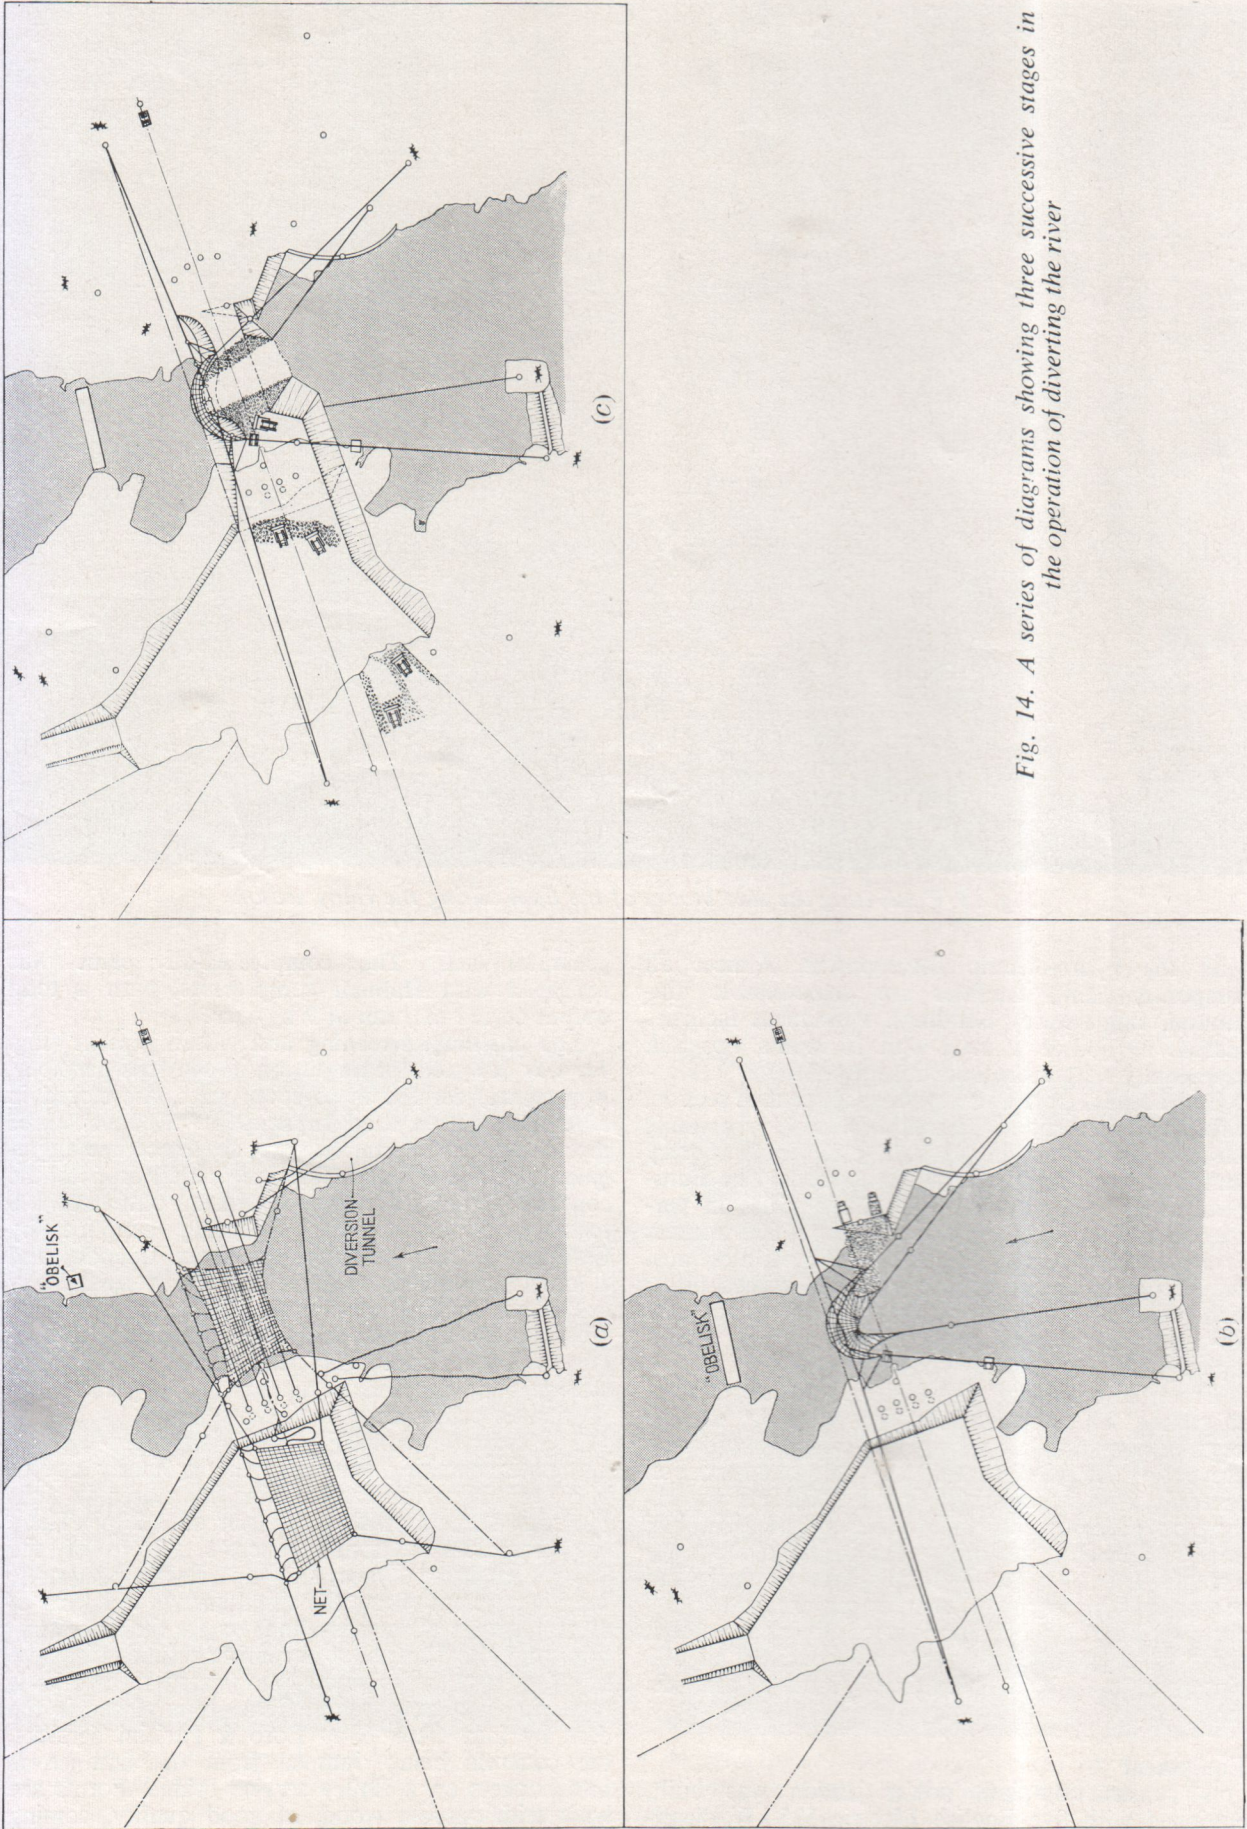 "OBELISK"
DIVERSION
TUNNEL
NET
(a)
"OBELISK"
(b)
(c)
Fig. 14. A series of diagrams showing three successive stages in
the operation of diverting the river